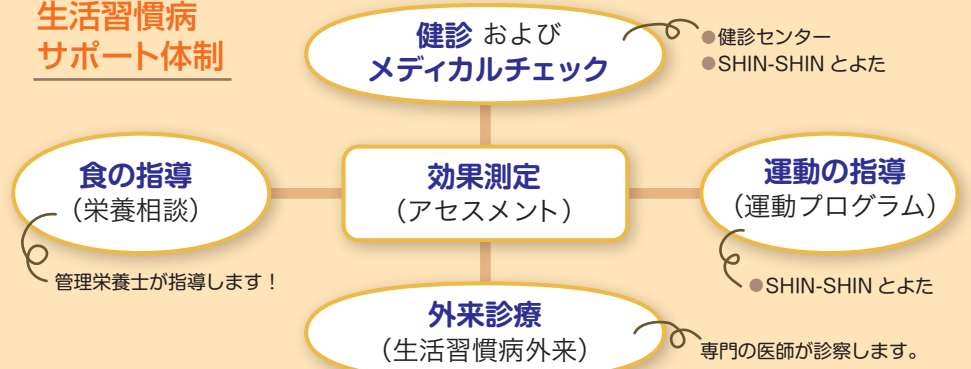 生活習慣病
サポート体制
健診 および
メディカルチェック
●健診センター
●SHIN-SHIN とよた
食の指導
（栄養相談）
管理栄養士が指導します！
効果測定
（アセスメント）
運動の指導
（運動プログラム）
●SHIN-SHIN とよた
外来診療
（生活習慣病外来）
専門の医師が診察します。